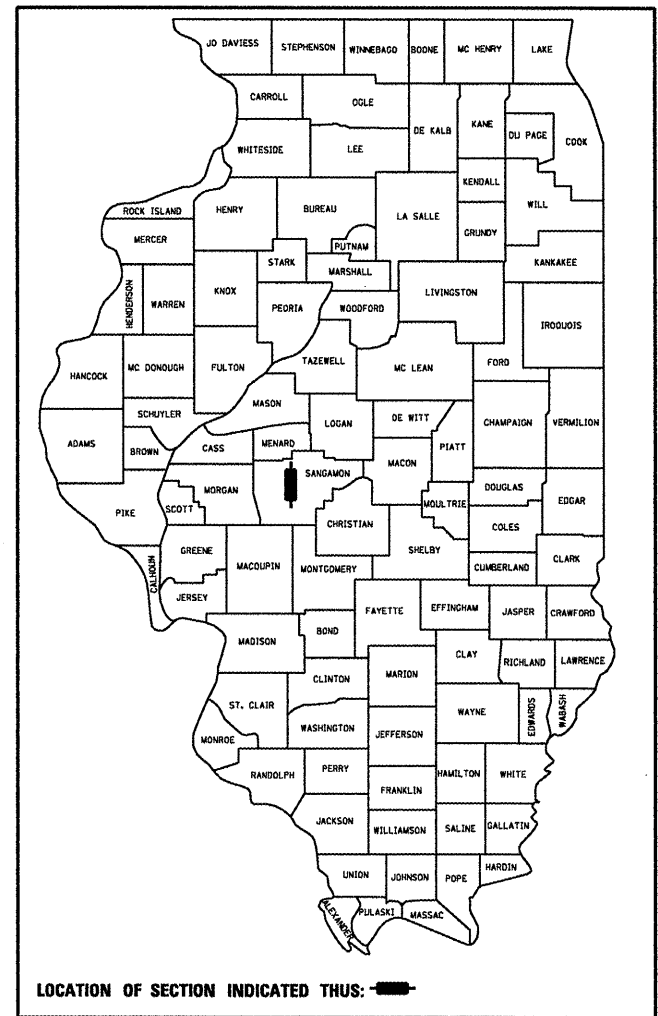 JO DAVIESS STEPHENSON WINNEBAGO BOONE MC HENRY LAKE
CARROLL OGLE DE KALB KANE DU PAGE COOK
WHITESIDE LEE
KENDALL WILL
ROCK ISLAND HENRY BUREAU LA SALLE GRUNDY
MERCER PUTNAM KANKAKEE
STARK MARSHALL
HENDERSON WARREN KNOX PEORIA WOODFORD LIVINGSTON IROQUOIS
HANCOCK MC DONOUGH FULTON TAZEWELL MC LEAN FORD
MASON
SCHUYLER LOGAN DE WITT CHAMPAIGN VERMILION
ADAMS BROWN CASS MENARD PIATT
SANGAMON MACON
MORGAN DOUGLAS EDGAR
PIKE SCOTT CHRISTIAN MOULTRIE COLES
GREENE MACOUPIN MONTGOMERY SHELBY CUMBERLAND CLARK
CALHOUN JERSEY FAYETTE EFFINGHAM JASPER CRAWFORD
MADISON BOND CLAY RICHLAND LAWRENCE
CLINTON MARION
ST. CLAIR WAYNE EDWARDS WABASH
MONROE WASHINGTON JEFFERSON
RANDOLPH PERRY HAMILTON WHITE
FRANKLIN
JACKSON WILLIAMSON SALINE GALLATIN
UNION JOHNSON POPE HARDIN
ALEXANDER PULASKI MASSAC
LOCATION OF SECTION INDICATED THUS: